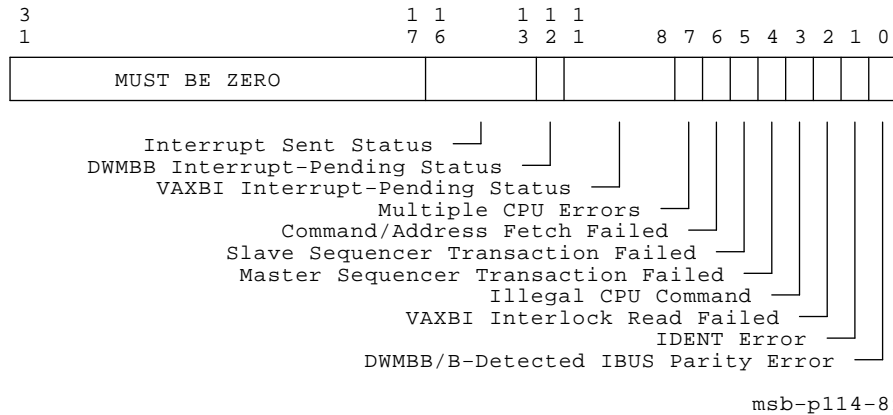 3 1 1 1 1 1
1 7 6 3 2 1 8 7 6 5 4 3 2 1 0
MUST BE ZERO
Interrupt Sent Status
DWMBB Interrupt-Pending Status
VAXBI Interrupt-Pending Status
Multiple CPU Errors
Command/Address Fetch Failed
Slave Sequencer Transaction Failed
Master Sequencer Transaction Failed
Illegal CPU Command
VAXBI Interlock Read Failed
IDENT Error
DWMBB/B-Detected IBUS Parity Error
msb-p114-8